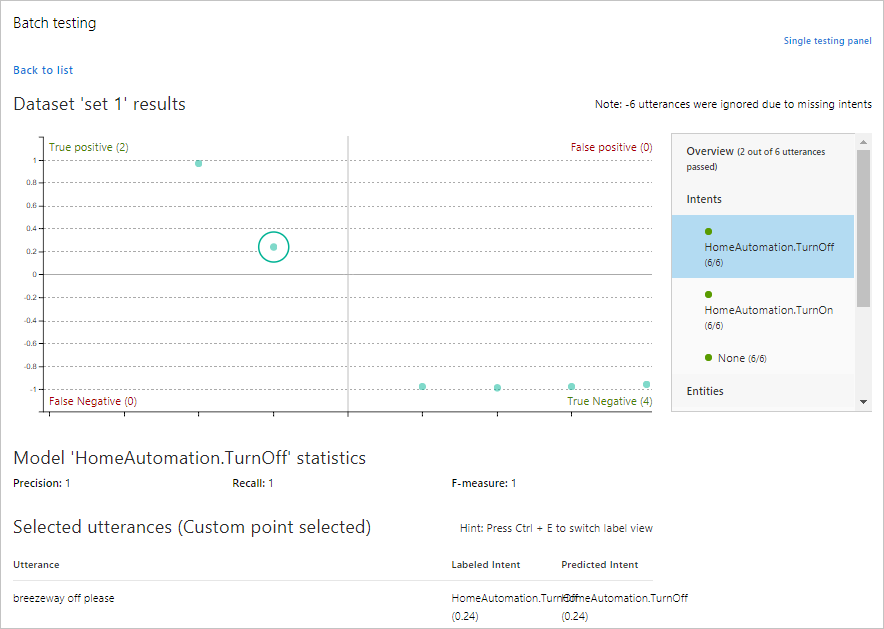 Batch testing
Single testing panel
Back to list
Dataset 'set 1' results
Note: -6 utterances were ignored due to missing intents
True positive (2)
False positive (0)
1
0.8
0.6
0.4
0.2
0
-0.2
-0.4
-0.6
-0.8
-1
False Negative (0)
True Negative (4)
Overview (2 out of 6 utterances
passed)
Intents
HomeAutomation.TurnOff
(6/6)
HomeAutomation.TurnOn
(6/6)
None (6/6)
Entities
Model 'HomeAutomation.TurnOff' statistics
Precision: 1 Recall: 1 F-measure: 1
Selected utterances (Custom point selected)
Hint: Press Ctrl + E to switch label view
Utterance Labeled Intent Predicted Intent
breezeway off please HomeAutomation.TurnOff HomeAutomation.TurnOff
(0.24) (0.24)